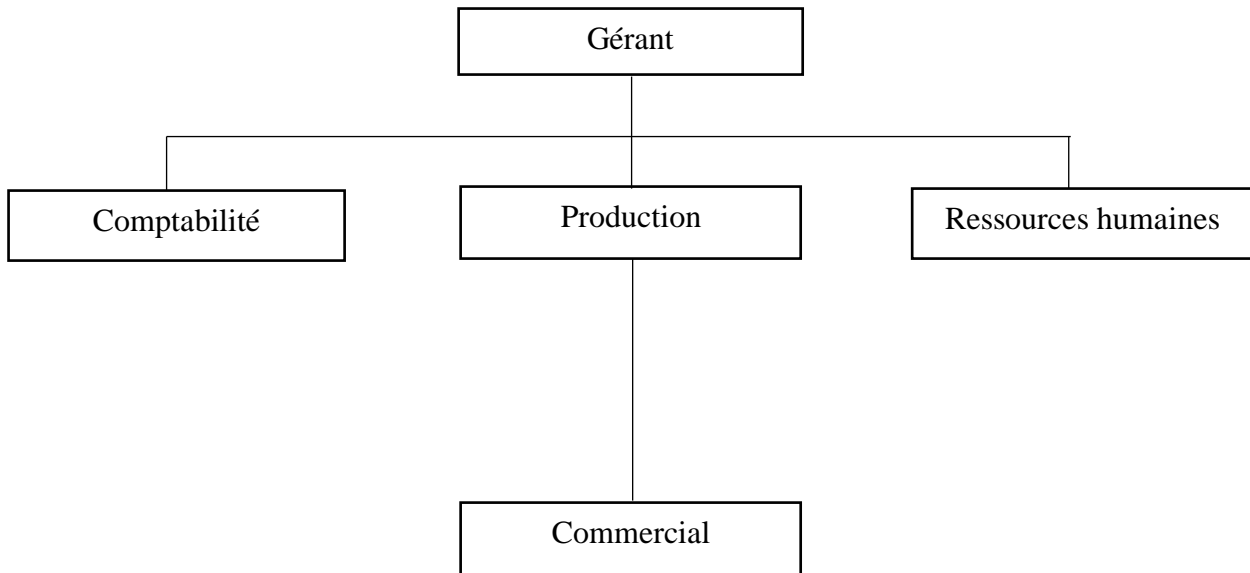 Gérant
Comptabilité
Production
Ressources humaines
Commercial